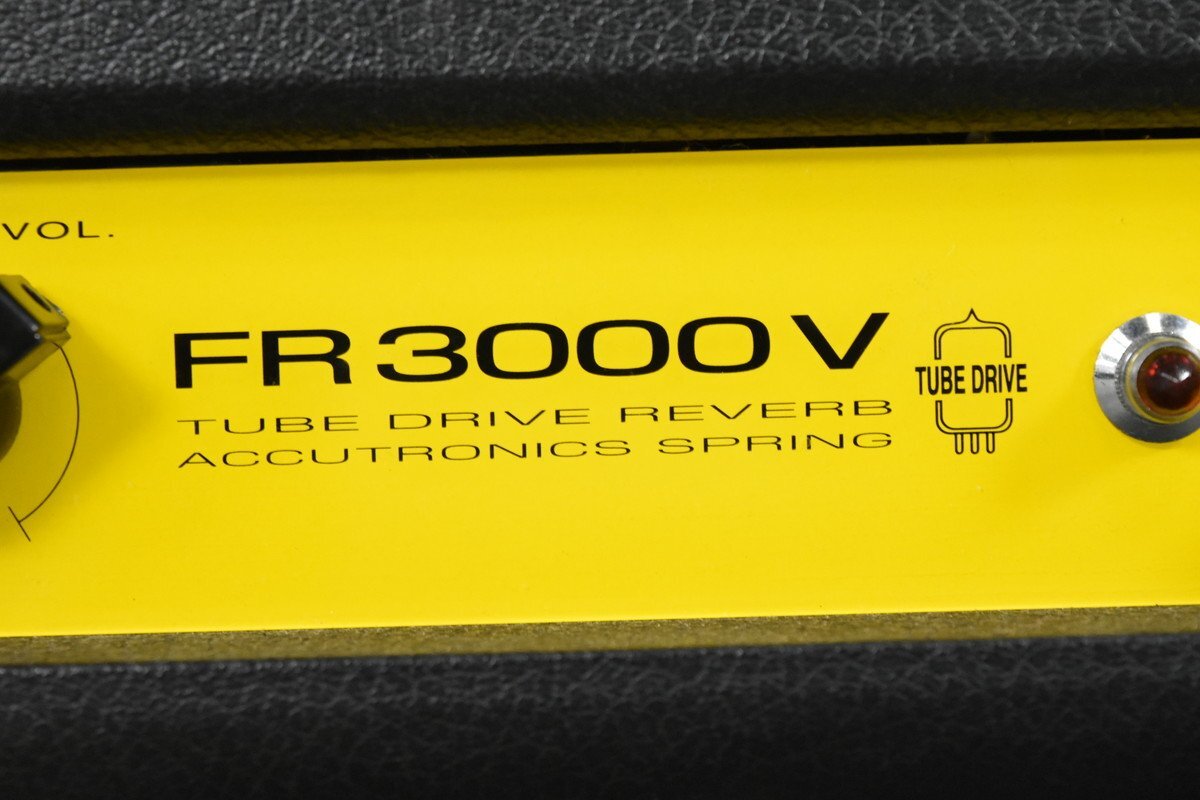 VOL.
FR 3000 V
TUBE DRIVE REVERB
ACCUTRONICS SPRING
TUBE DRIVE